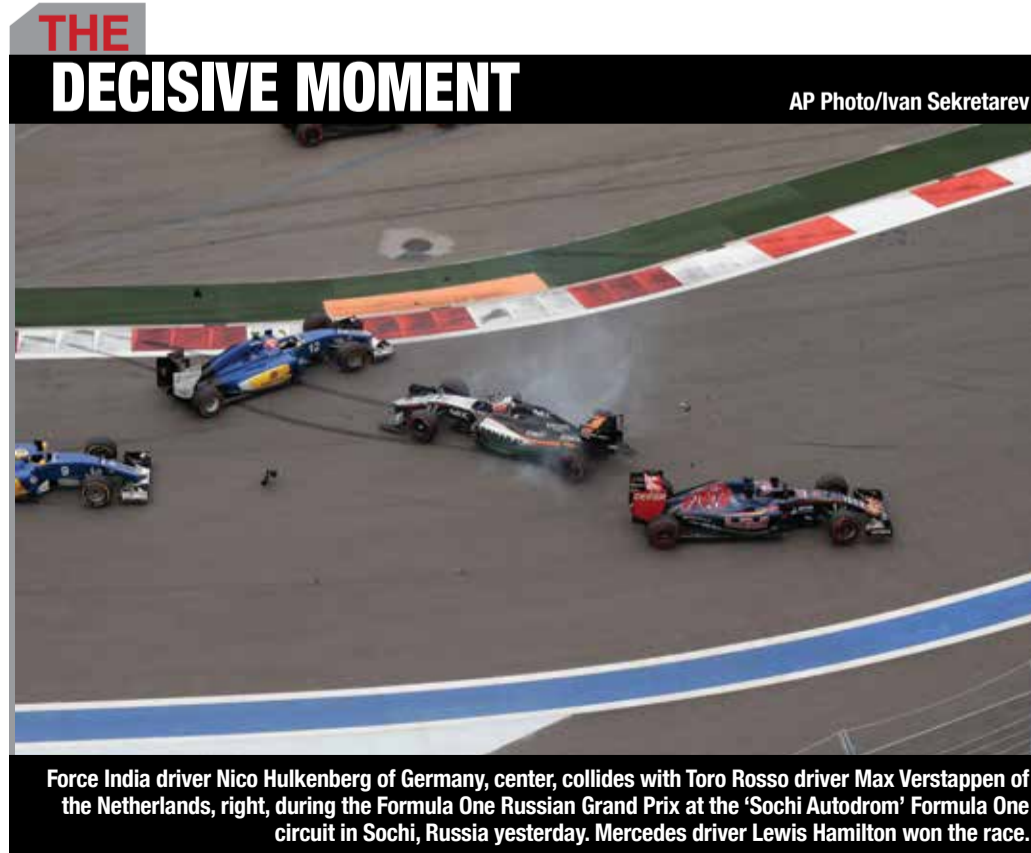 THE
DECISIVE MOMENT
AP Photo/Ivan Sekretarev
Force India driver Nico Hulkenberg of Germany, center, collides with Toro Rosso driver Max Verstappen of
the Netherlands, right, during the Formula One Russian Grand Prix at the ‘Sochi Autodrom’ Formula One
circuit in Sochi, Russia yesterday. Mercedes driver Lewis Hamilton won the race.